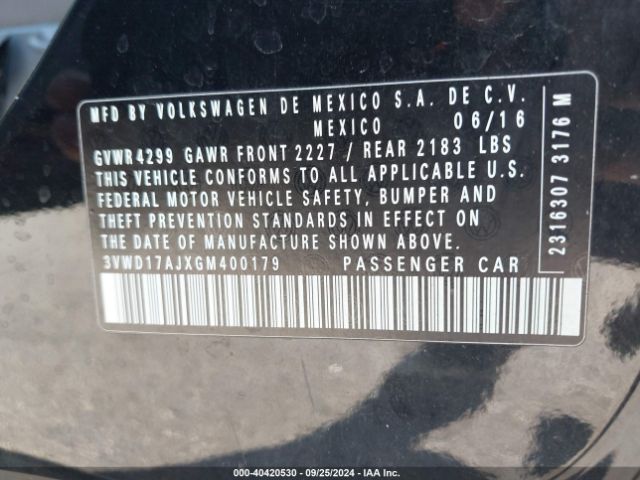 MFD BY VOLKSWAGEN DE MEXICO S.A. DE C.V.
MEXICO 06/16
GVWR4299 GAWR FRONT 2227 / REAR 2183 LBS
THIS VEHICLE CONFORMS TO ALL APPLICABLE U.S.
FEDERAL MOTOR VEHICLE SAFETY, BUMPER AND
THEFT PREVENTION STANDARDS IN EFFECT ON
THE DATE OF MANUFACTURE SHOWN ABOVE.
3VWD17AJXGM400179 PASSENGER CAR
2316307 3176 M
000-40420530 - 09/25/2024 - IAA Inc.